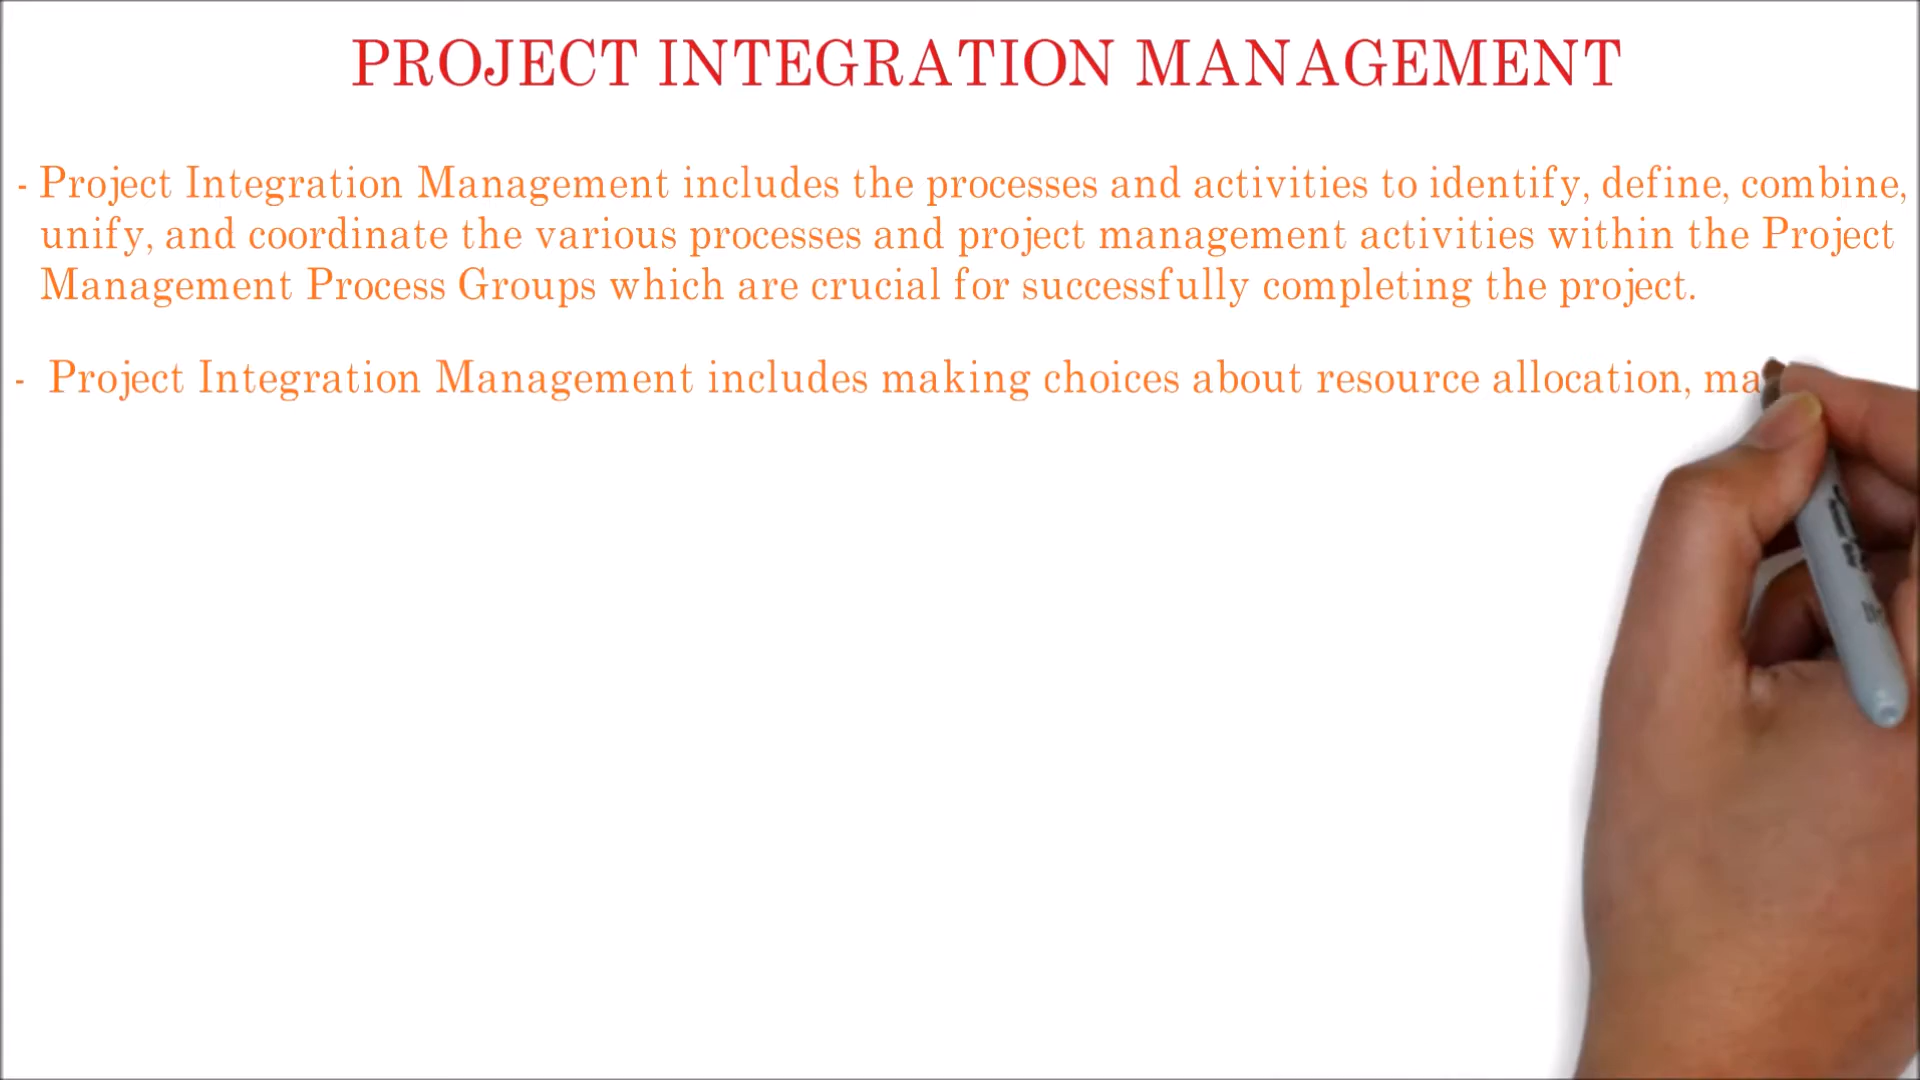 PROJECT INTEGRATION MANAGEMENT
- Project Integration Management includes the processes and activities to identify, define, combine,
unify, and coordinate the various processes and project management activities within the Project
Management Process Groups which are crucial for successfully completing the project.
- Project Integration Management includes making choices about resource allocation, ma